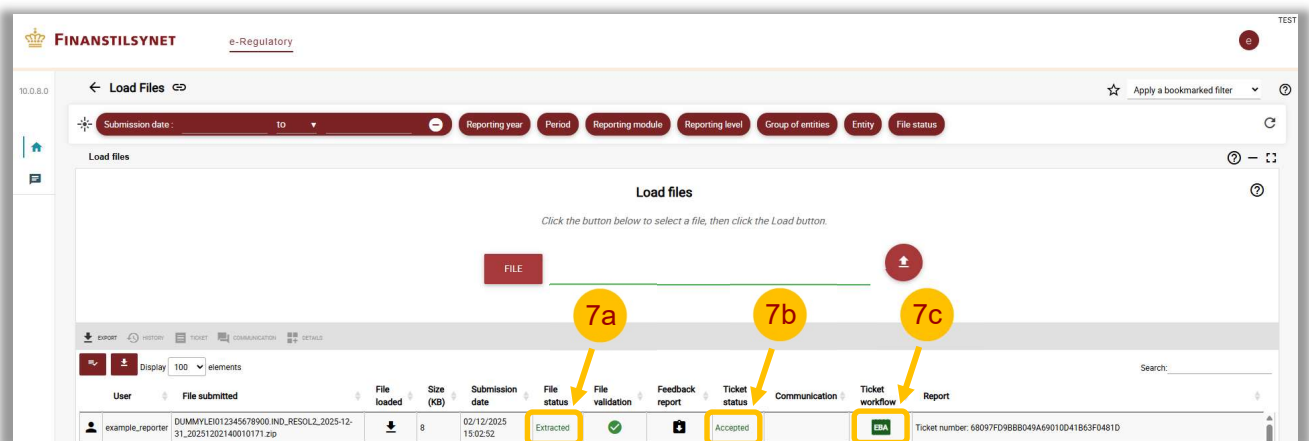 TEST
FINANSTILSYNET
e-Regulatory
e
10.0.8.0
Load Files
Apply a bookmarked filter
Submission date :
to
Reporting year
Period
Reporting module
Reporting level
Group of entities
Entity
File status
Load files
Load files
Click the button below to select a file, then click the Load button.
FILE
7a
7b
7c
EXPORT
HISTORY
TICKET
COMMUNICATION
DETAILS
Display 100 elements
Search:
User
File submitted
File loaded
Size (KB)
Submission date
File status
File validation
Feedback report
Ticket status
Communication
Ticket workflow
Report
example_reporter
DUMMYLEI012345678900.IND_RESOL2_2025-12-
31_20251202140010171.zip
8
02/12/2025
15:02:52
Extracted
Accepted
EBA
Ticket number: 68097FD9BBB049A69010D41B63F0481D